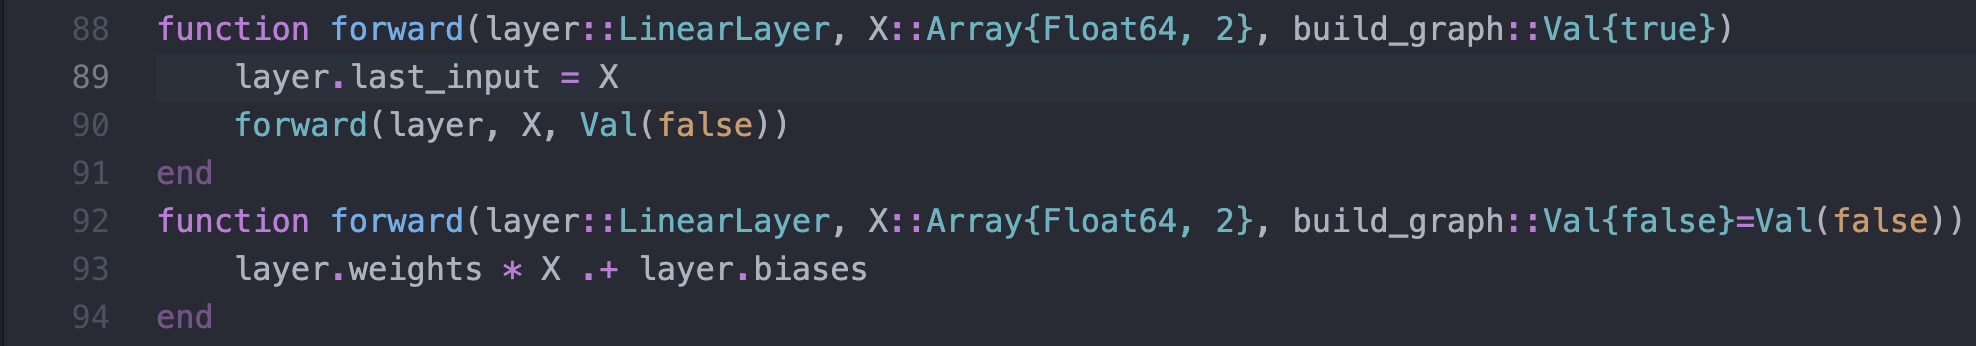 88 function forward(layer::LinearLayer, X::Array{Float64, 2}, build_graph::Val{true})
89     layer.last_input = X
90     forward(layer, X, Val(false))
91 end
92 function forward(layer::LinearLayer, X::Array{Float64, 2}, build_graph::Val{false}=Val(false))
93     layer.weights * X .+ layer.biases
94 end